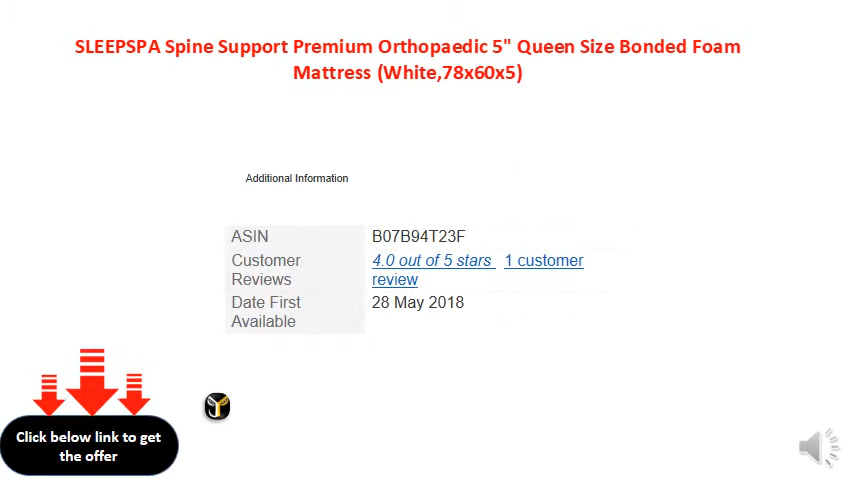 SLEEPSPA Spine Support Premium Orthopaedic 5" Queen Size Bonded Foam
Mattress (White,78x60x5)
Additional Information
ASIN B07B94T23F
Customer 4.0 out of 5 stars 1 customer
Reviews review
Date First 28 May 2018
Available
Click below link to get
the offer